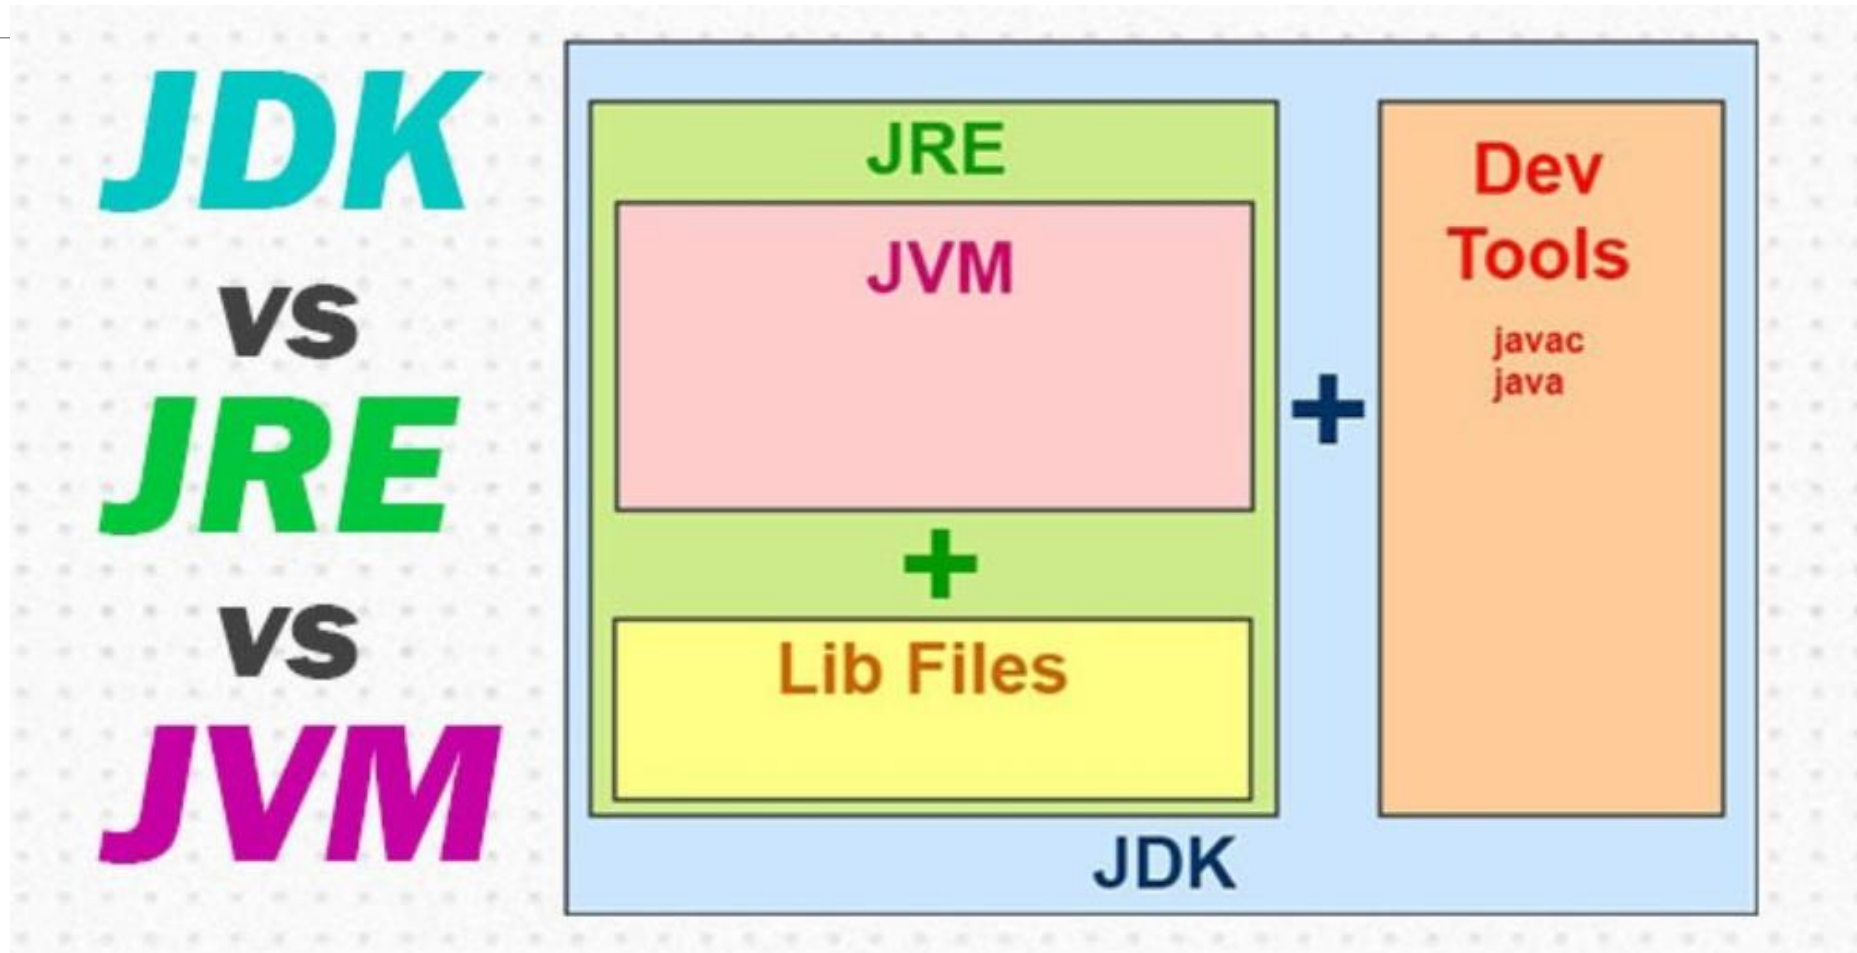 JDK
vs
JRE
vs
JVM
JRE
JVM
+
Lib Files
+
Dev
Tools
javac
java
JDK